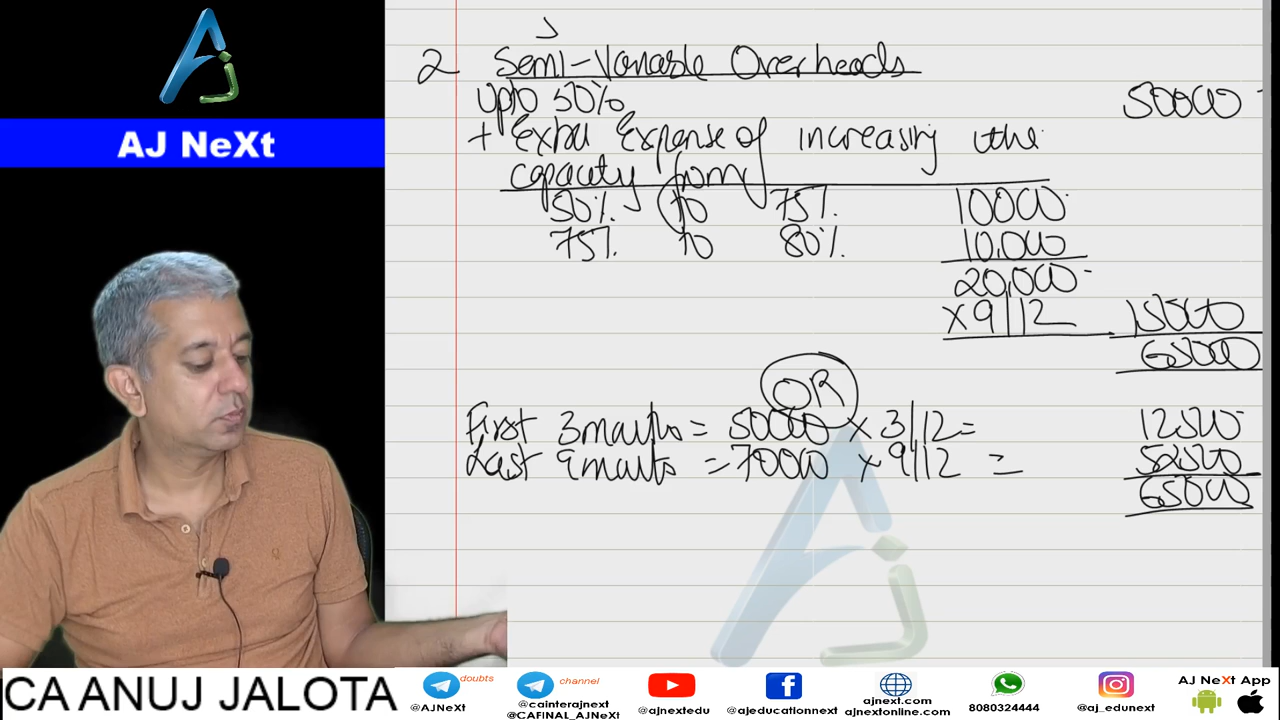 2 Semi-Variable Overheads
Upto 50% 50000
+ Extra Expense of increasing the
capacity from
50% to 75% 10000
75% to 80% 10,000
20,000
x 9/12 15000
65000
OR
First 3 months = 50000 x 3/12 = 12500
Last 9 months = 70000 x 9/12 = 52500
65000
AJ NeXt
CA ANUJ JALOTA
doubts
@AJNeXt
channel
@cainterajnext
@CAFINAL_AJNeXt
@ajnextedu
@ajeducationnext
ajnext.com
ajnextonline.com
8080324444
@aj_edunext
AJ NeXt App